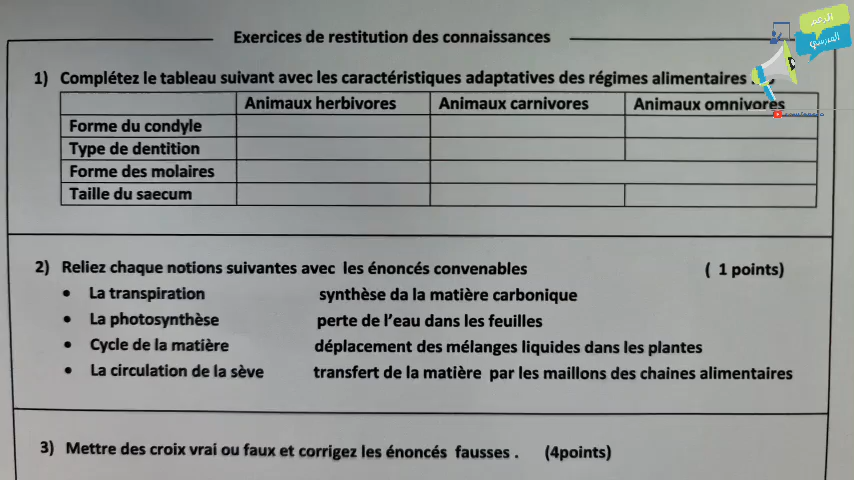 الدعم
المدرسي
Exercices de restitution des connaissances
1) Complétez le tableau suivant avec les caractéristiques adaptatives des régimes alimentaires
Animaux herbivores Animaux carnivores Animaux omnivores
Forme du condyle
Type de dentition
Forme des molaires
Taille du saecum
2) Reliez chaque notions suivantes avec les énoncés convenables ( 1 points)
• La transpiration synthèse da la matière carbonique
• La photosynthèse perte de l'eau dans les feuilles
• Cycle de la matière déplacement des mélanges liquides dans les plantes
• La circulation de la sève transfert de la matière par les maillons des chaines alimentaires
3) Mettre des croix vrai ou faux et corrigez les énoncés fausses . (4points)